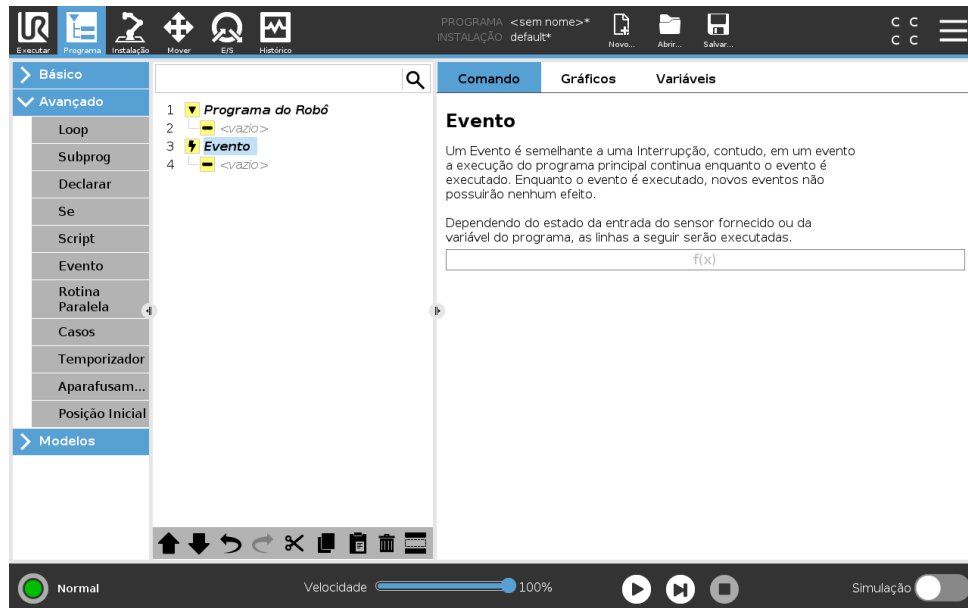 Executar
Programa
Instalação
Mover
E/S
Histórico
PROGRAMA <sem nome>*
INSTALAÇÃO default*
Novo...
Abrir...
Salvar...
C C
C C
Básico
Avançado
Loop
Subprog
Declarar
Se
Script
Evento
Rotina
Paralela
Casos
Temporizador
Aparafusam...
Posição Inicial
Modelos
1 Programa do Robô
2 <vazio>
3 Evento
4 <vazio>
Comando Gráficos Variáveis
Evento
Um Evento é semelhante a uma Interrupção, contudo, em um evento
a execução do programa principal continua enquanto o evento é
executado. Enquanto o evento é executado, novos eventos não
possuirão nenhum efeito.
Dependendo do estado da entrada do sensor fornecido ou da
variável do programa, as linhas a seguir serão executadas.
f(x)
Normal
Velocidade 100%
Simulação